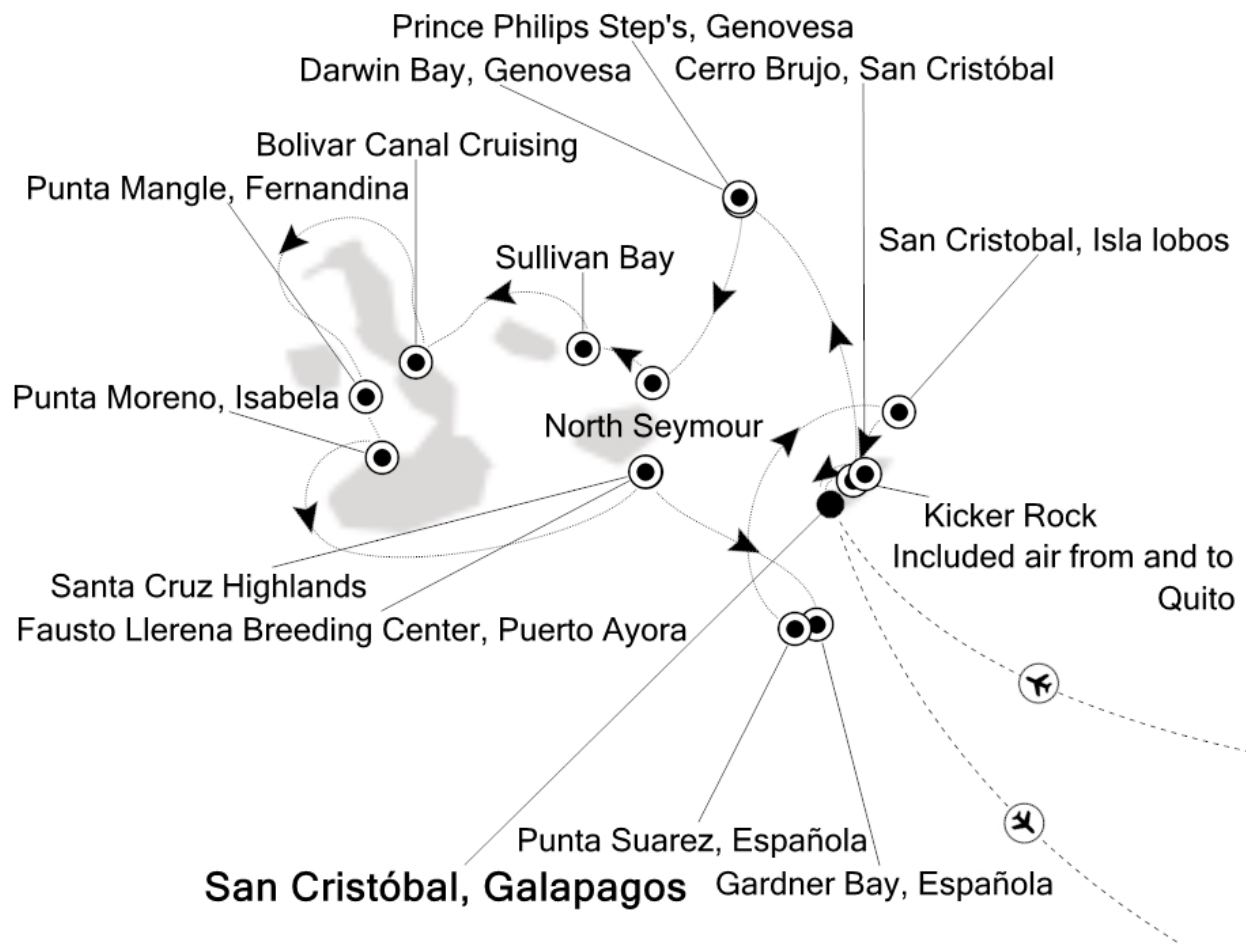 Prince Philips Step's, Genovesa
Darwin Bay, Genovesa
Cerro Brujo, San Cristóbal
Bolivar Canal Cruising
Punta Mangle, Fernandina
San Cristobal, Isla lobos
Sullivan Bay
Punta Moreno, Isabela
North Seymour
Kicker Rock
Included air from and to
Quito
Santa Cruz Highlands
Fausto Llerena Breeding Center, Puerto Ayora
Punta Suarez, Española
San Cristóbal, Galapagos
Gardner Bay, Española